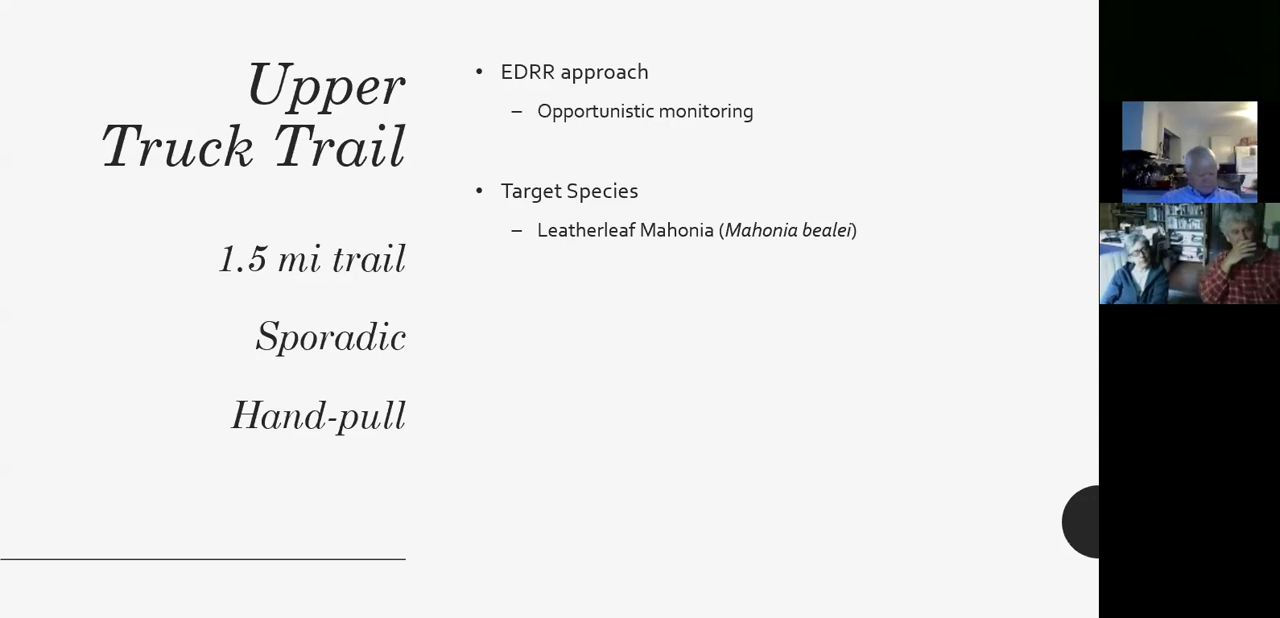 Upper
Truck Trail
1.5 mi trail
Sporadic
Hand-pull
• EDRR approach
– Opportunistic monitoring
• Target Species
– Leatherleaf Mahonia (Mahonia bealei)